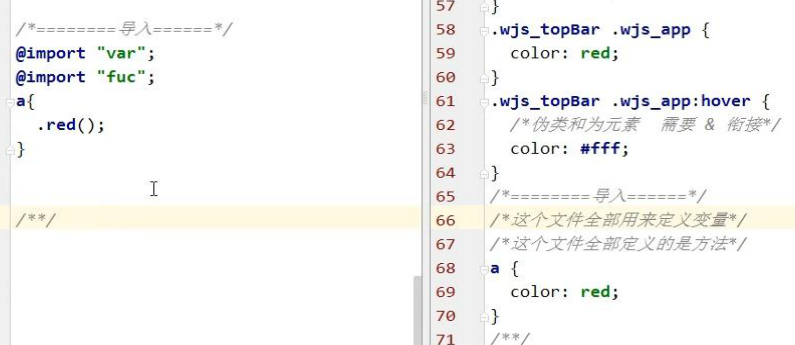 /*========导入======*/
@import "var";
@import "fuc";
a{
  .red();
}
/**/
57 }
58 .wjs_topBar .wjs_app {
59   color: red;
60 }
61 .wjs_topBar .wjs_app:hover {
62   /*伪类和为元素  需要 & 衔接*/
63   color: #fff;
64 }
65 /*========导入======*/
66 /*这个文件全部用来定义变量*/
67 /*这个文件全部定义的是方法*/
68 a {
69   color: red;
70 }
71 /**/